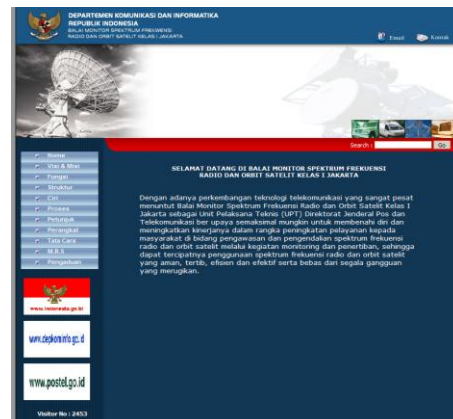 DEPARTEMEN KOMUNIKASI DAN INFORMATIKA
REPUBLIK INDONESIA
BALAI MONITOR SPEKTRUM FREKWENSI
RADIO DAN ORBIT SATELIT KELAS I JAKARTA
Email
Kontak
Search :
Go
Home
Visi & Misi
Fungsi
Struktur
Ciri
Proses
Petunjuk
Perangkat
Tata Cara
M.R.S
Pengaduan
SELAMAT DATANG DI BALAI MONITOR SPEKTRUM FREKUENSI
RADIO DAN ORBIT SATELIT KELAS I JAKARTA
Dengan adanya perkembangan teknologi telekomunikasi yang sangat pesat
menuntut Balai Monitor Spektrum Frekuensi Radio dan Orbit Satelit Kelas I
Jakarta sebagai Unit Pelaksana Teknis (UPT) Direktorat Jenderal Pos dan
Telekomunikasi ber upaya semaksimal mungkin untuk membenahi diri dan
meningkatkan kinerjanya dalam rangka peningkatan pelayanan kepada
masyarakat di bidang pengawasan dan pengendalian spektrum frekuensi
radio dan orbit satelit melalui kegiatan monitoring dan penertiban, sehingga
dapat tercipatnya penggunaan spektrum frekuensi radio dan orbit satelit
yang aman, tertib, efisien dan efektif serta bebas dari segala gangguan
yang merugikan.
www.indonesia.go.id
www.depkominfo.go.id
www.postel.go.id
Visitor No : 2453